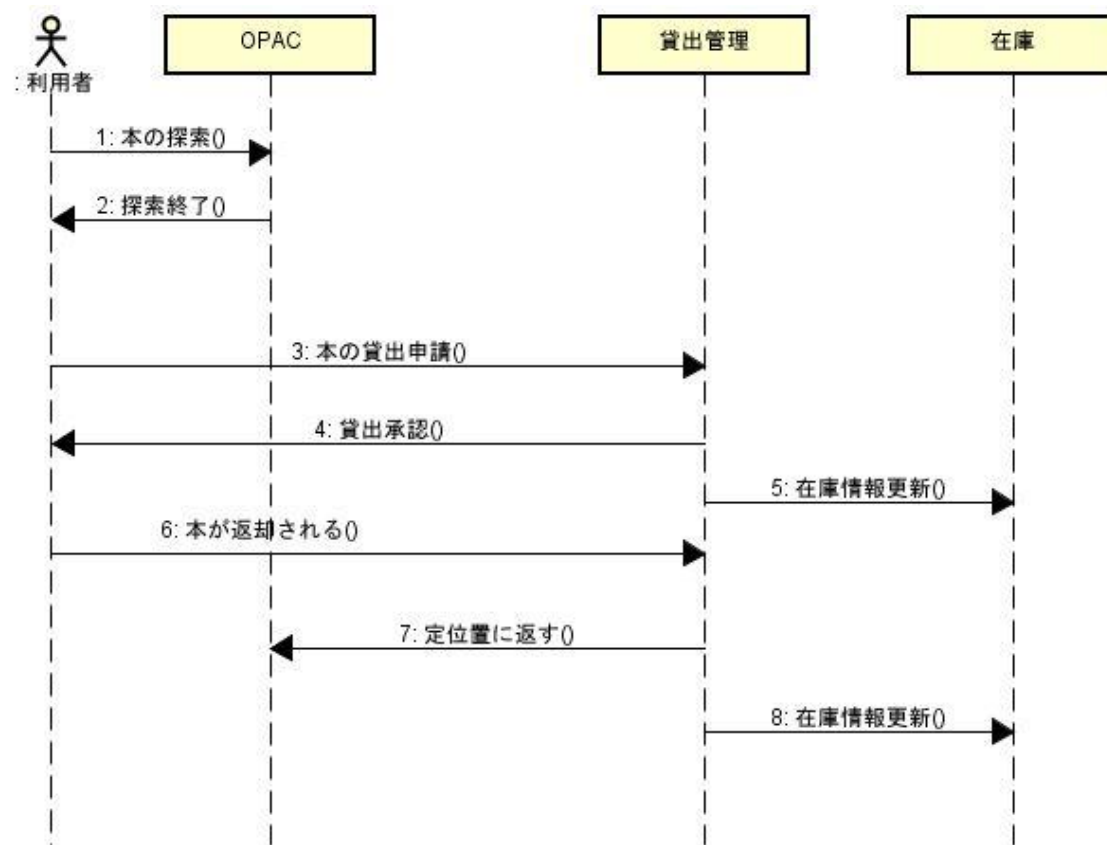 OPAC
貸出管理
在庫
: 利用者
1: 本の探索()
2: 探索終了()
3: 本の貸出申請()
4: 貸出承認()
5: 在庫情報更新()
6: 本が返却される()
7: 定位置に返す()
8: 在庫情報更新()